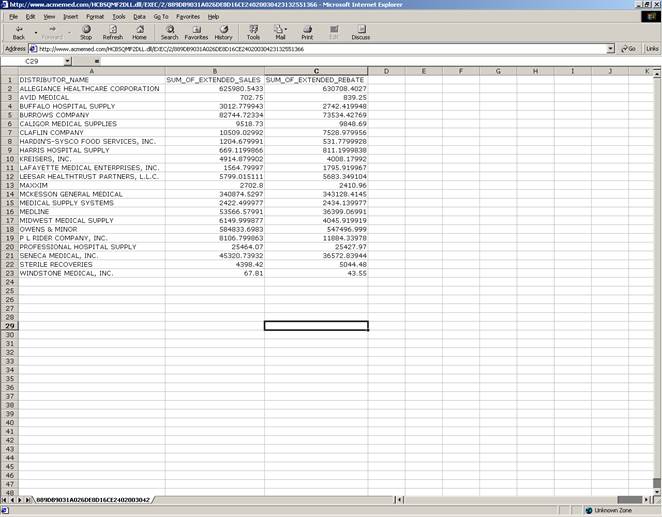 http://www.acmemed.com/HCBSQMF2DLL.dll/EXEC/2/889DB9031A026DE8D16CE24020030423132551366 - Microsoft Internet Explorer
File Edit View Insert Format Tools Data Go To Favorites Help
Back Forward Stop Refresh Home Search Favorites History Tools Mail Print Edit Discuss
Address http://www.acmemed.com/HCBSQMF2DLL.dll/EXEC/2/889DB9031A026DE8D16CE24020030423132551366 Go Links
C29 =
A B C D E F G H I J K
1 DISTRIBUTOR_NAME SUM_OF_EXTENDED_SALES SUM_OF_EXTENDED_REBATE
2 ALLEGIANCE HEALTHCARE CORPORATION 625980.5433 630708.4027
3 AVID MEDICAL 702.75 839.25
4 BUFFALO HOSPITAL SUPPLY 3012.779943 2742.419948
5 BURROWS COMPANY 82744.72334 73534.42769
6 CALIGOR MEDICAL SUPPLIES 9518.73 9848.69
7 CLAFLIN COMPANY 10509.02992 7528.979956
8 HARDIN'S-SYSCO FOOD SERVICES, INC. 1204.679991 531.7799928
9 HARRIS HOSPITAL SUPPLY 669.1199866 811.1999838
10 KREISERS, INC. 4914.879902 4008.17992
11 LAFAYETTE MEDICAL ENTERPRISES, INC. 1564.79997 1795.919967
12 LEESAR HEALTHTRUST PARTNERS, L.L.C. 5799.015111 5683.349104
13 MAXXIM 2702.8 2410.96
14 MCKESSON GENERAL MEDICAL 340874.5297 343128.4145
15 MEDICAL SUPPLY SYSTEMS 2422.499977 2434.139977
16 MEDLINE 53566.57991 36399.06991
17 MIDWEST MEDICAL SUPPLY 6149.999877 4045.919919
18 OWENS & MINOR 584833.6983 547496.999
19 P L RIDER COMPANY, INC. 8106.799863 11884.33978
20 PROFESSIONAL HOSPITAL SUPPLY 25464.07 25427.97
21 SENECA MEDICAL, INC. 45320.73932 36572.83944
22 STERILE RECOVERIES 4398.42 5044.48
23 WINDSTONE MEDICAL, INC. 67.81 43.55
24
25
26
27
28
29
30
31
32
33
34
35
36
37
38
39
40
41
42
43
44
45
46
47
48
889DB9031A026DE8D16CE2402003042
Unknown Zone